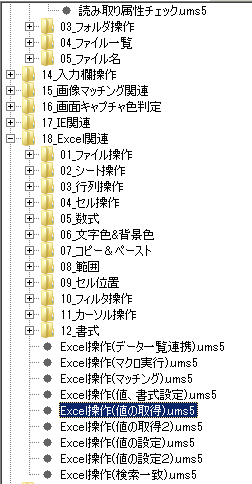 読み取り属性チェック.ums5
03_フォルダ操作
04_ファイル一覧
05_ファイル名
14_入力欄操作
15_画像マッチング関連
16_画面キャプチャ色判定
17_IE関連
18_Excel関連
01_ファイル操作
02_シート操作
03_行列操作
04_セル操作
05_数式
06_文字色&背景色
07_コピー&ペースト
08_範囲
09_セル位置
10_フィルタ操作
11_カーソル操作
12_書式
Excel操作(データ一覧連携).ums5
Excel操作(マクロ実行).ums5
Excel操作(マッチング).ums5
Excel操作(値、書式設定).ums5
Excel操作(値の取得).ums5
Excel操作(値の取得2).ums5
Excel操作(値の設定).ums5
Excel操作(値の設定2).ums5
Excel操作(検索一致).ums5